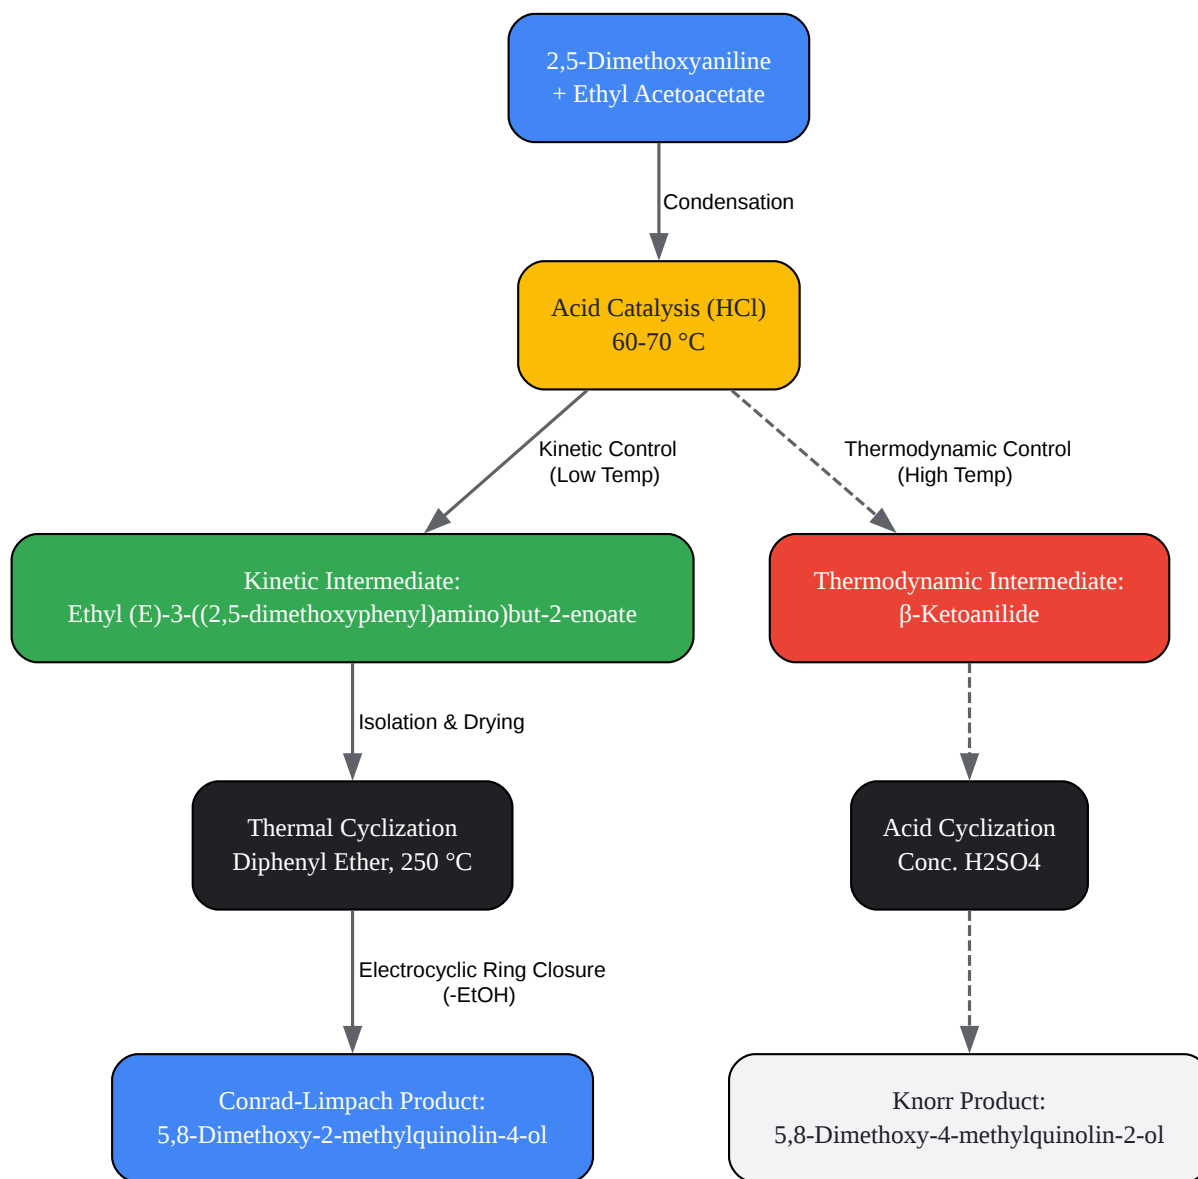 2,5-Dimethoxyaniline
+ Ethyl Acetoacetate
Condensation
Acid Catalysis (HCl)
60-70 °C
Kinetic Control
(Low Temp)
Thermodynamic Control
(High Temp)
Kinetic Intermediate:
Ethyl (E)-3-((2,5-dimethoxyphenyl)amino)but-2-enoate
Thermodynamic Intermediate:
β-Ketoanilide
Isolation & Drying
Thermal Cyclization
Diphenyl Ether, 250 °C
Acid Cyclization
Conc. H2SO4
Electrocyclic Ring Closure
(-EtOH)
Conrad-Limpach Product:
5,8-Dimethoxy-2-methylquinolin-4-ol
Knorr Product:
5,8-Dimethoxy-4-methylquinolin-2-ol